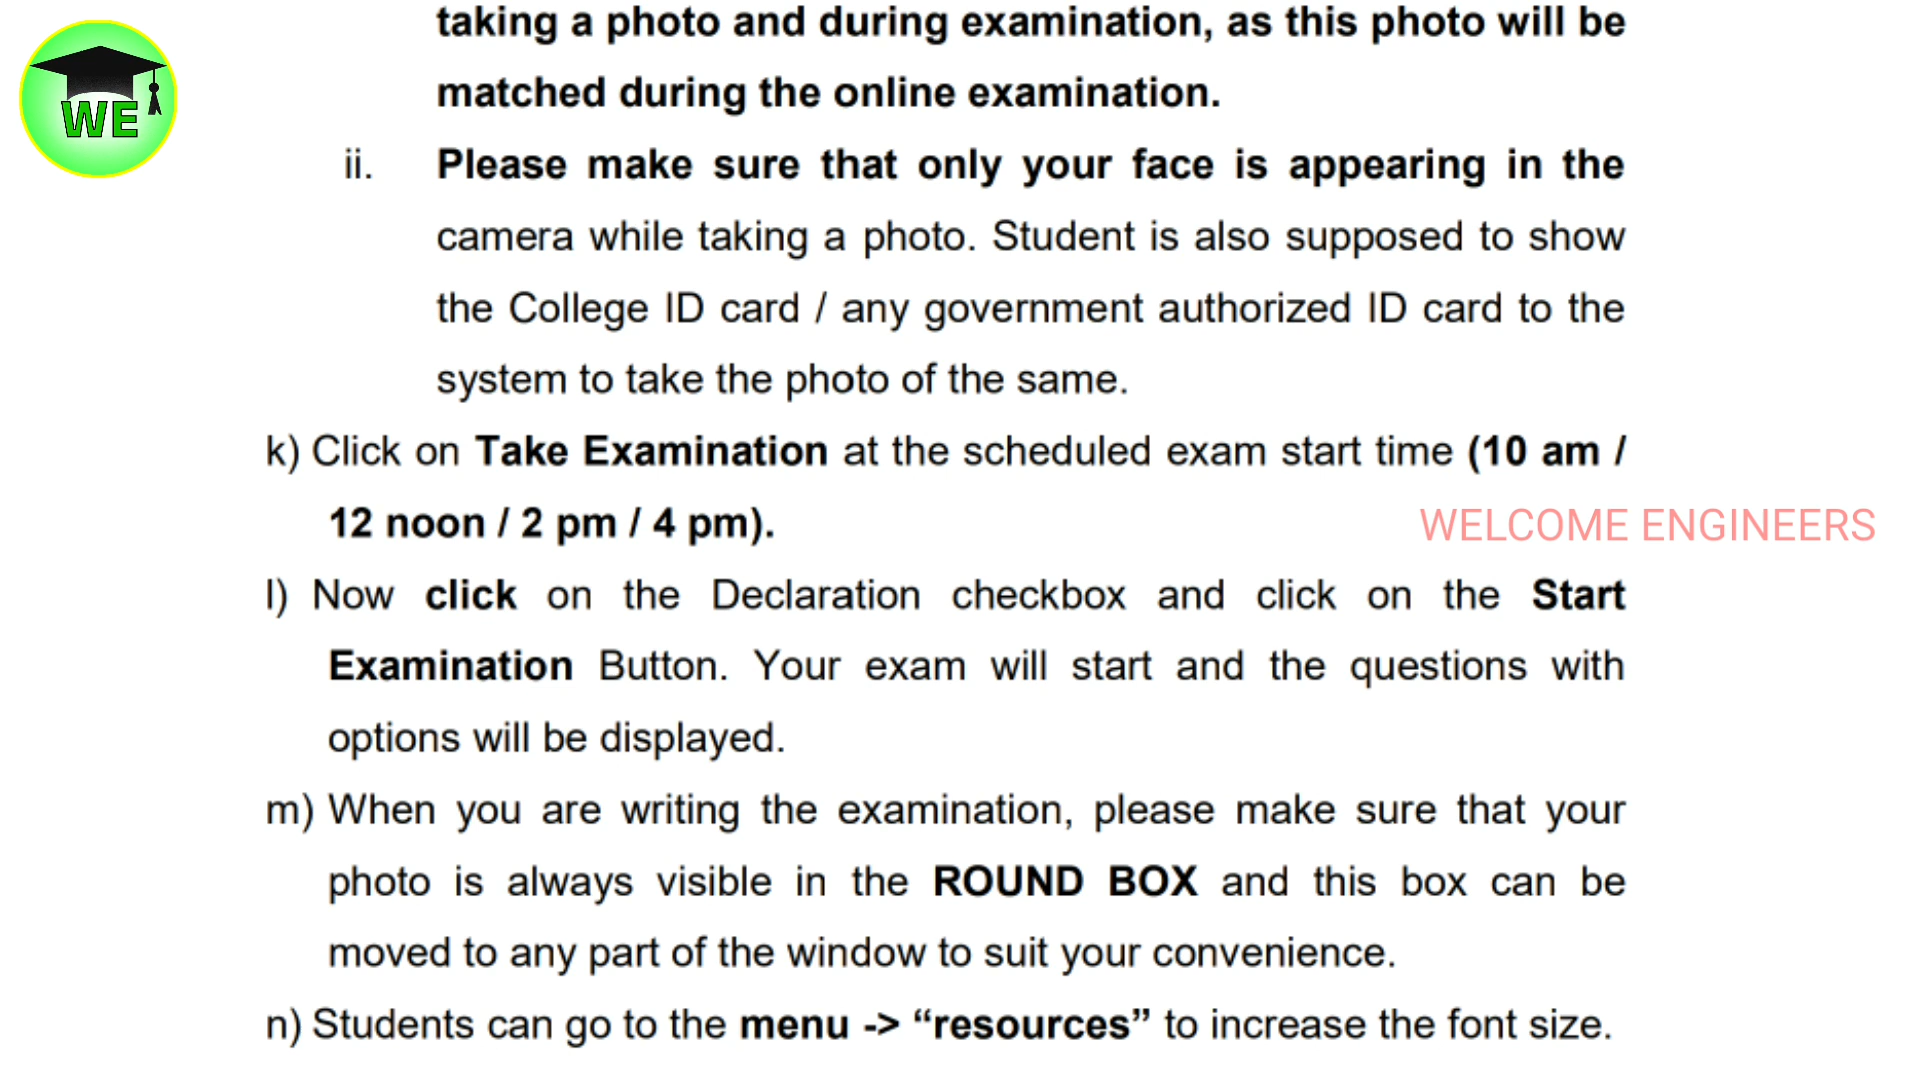 taking a photo and during examination, as this photo will be
matched during the online examination.
WE
ii. Please make sure that only your face is appearing in the
camera while taking a photo. Student is also supposed to show
the College ID card / any government authorized ID card to the
system to take the photo of the same.
k) Click on Take Examination at the scheduled exam start time (10 am /
12 noon / 2 pm / 4 pm).
WELCOME ENGINEERS
l) Now click on the Declaration checkbox and click on the Start
Examination Button. Your exam will start and the questions with
options will be displayed.
m) When you are writing the examination, please make sure that your
photo is always visible in the ROUND BOX and this box can be
moved to any part of the window to suit your convenience.
n) Students can go to the menu -> “resources” to increase the font size.